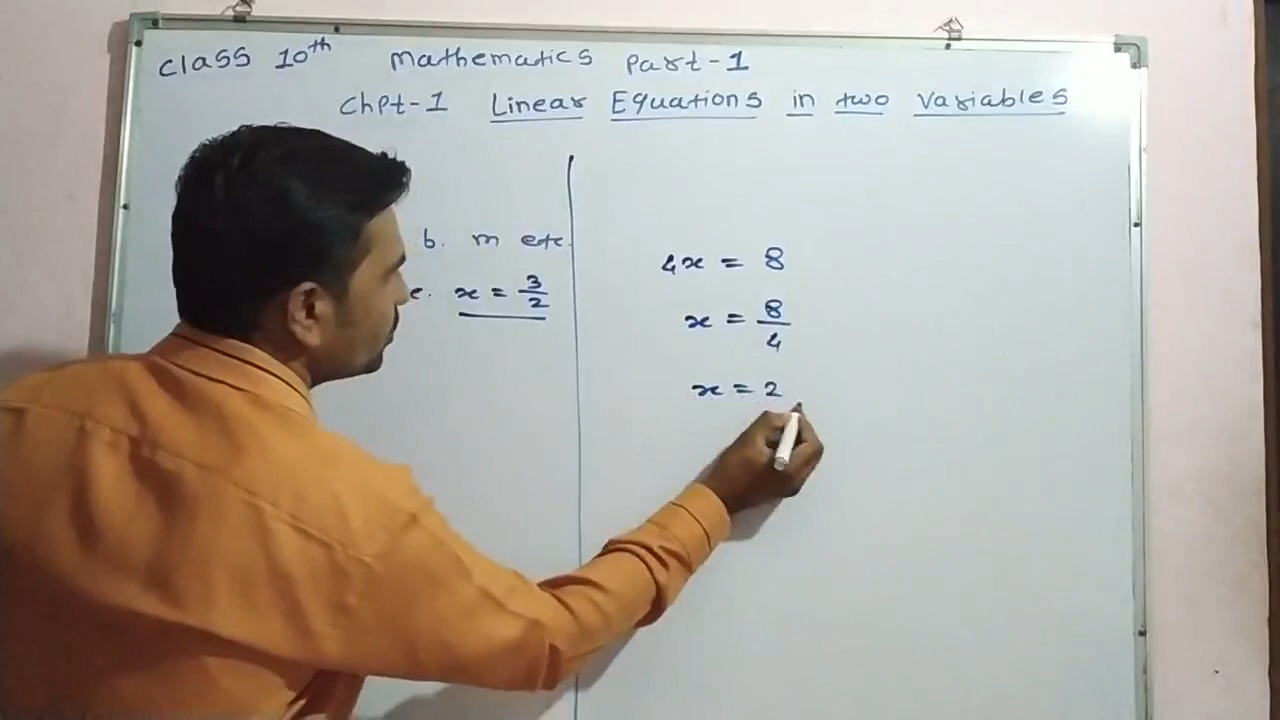 class 10th Mathematics Part-1
Chpt-1 Linear Equations in two Variables
b. m etc.
e. x = 3/2
4x = 8
x = 8/4
x = 2